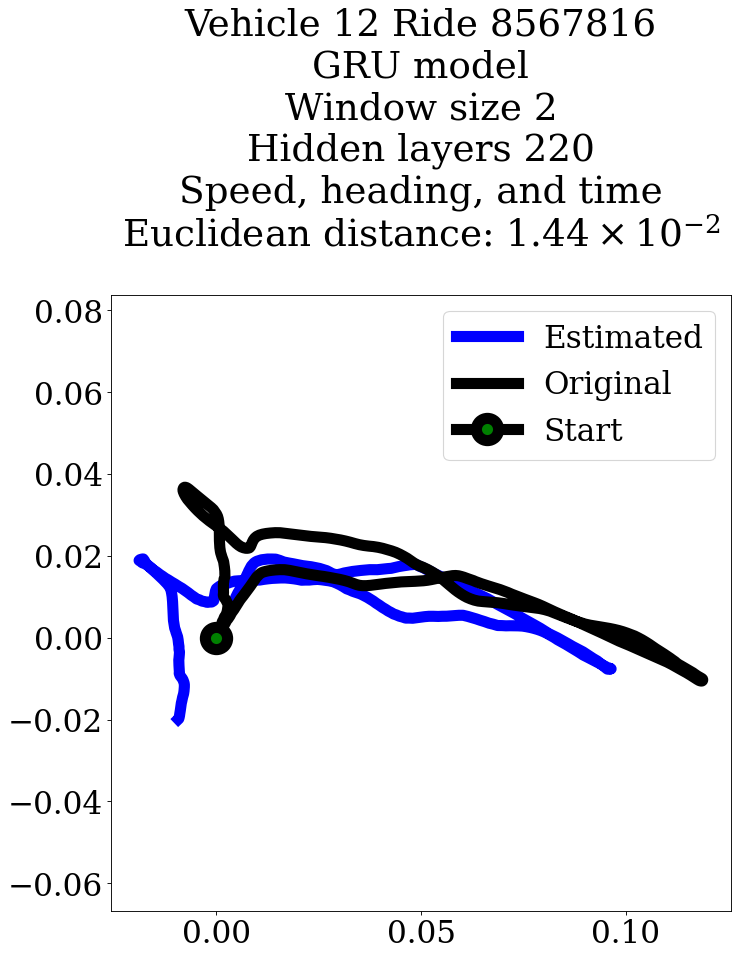 Vehicle 12 Ride 8567816
GRU model
Window size 2
Hidden layers 220
Speed, heading, and time
Euclidean distance: 1.44 × 10⁻²
0.08
0.06
0.04
0.02
0.00
−0.02
−0.04
−0.06
Estimated
Original
Start
0.00 0.05 0.10